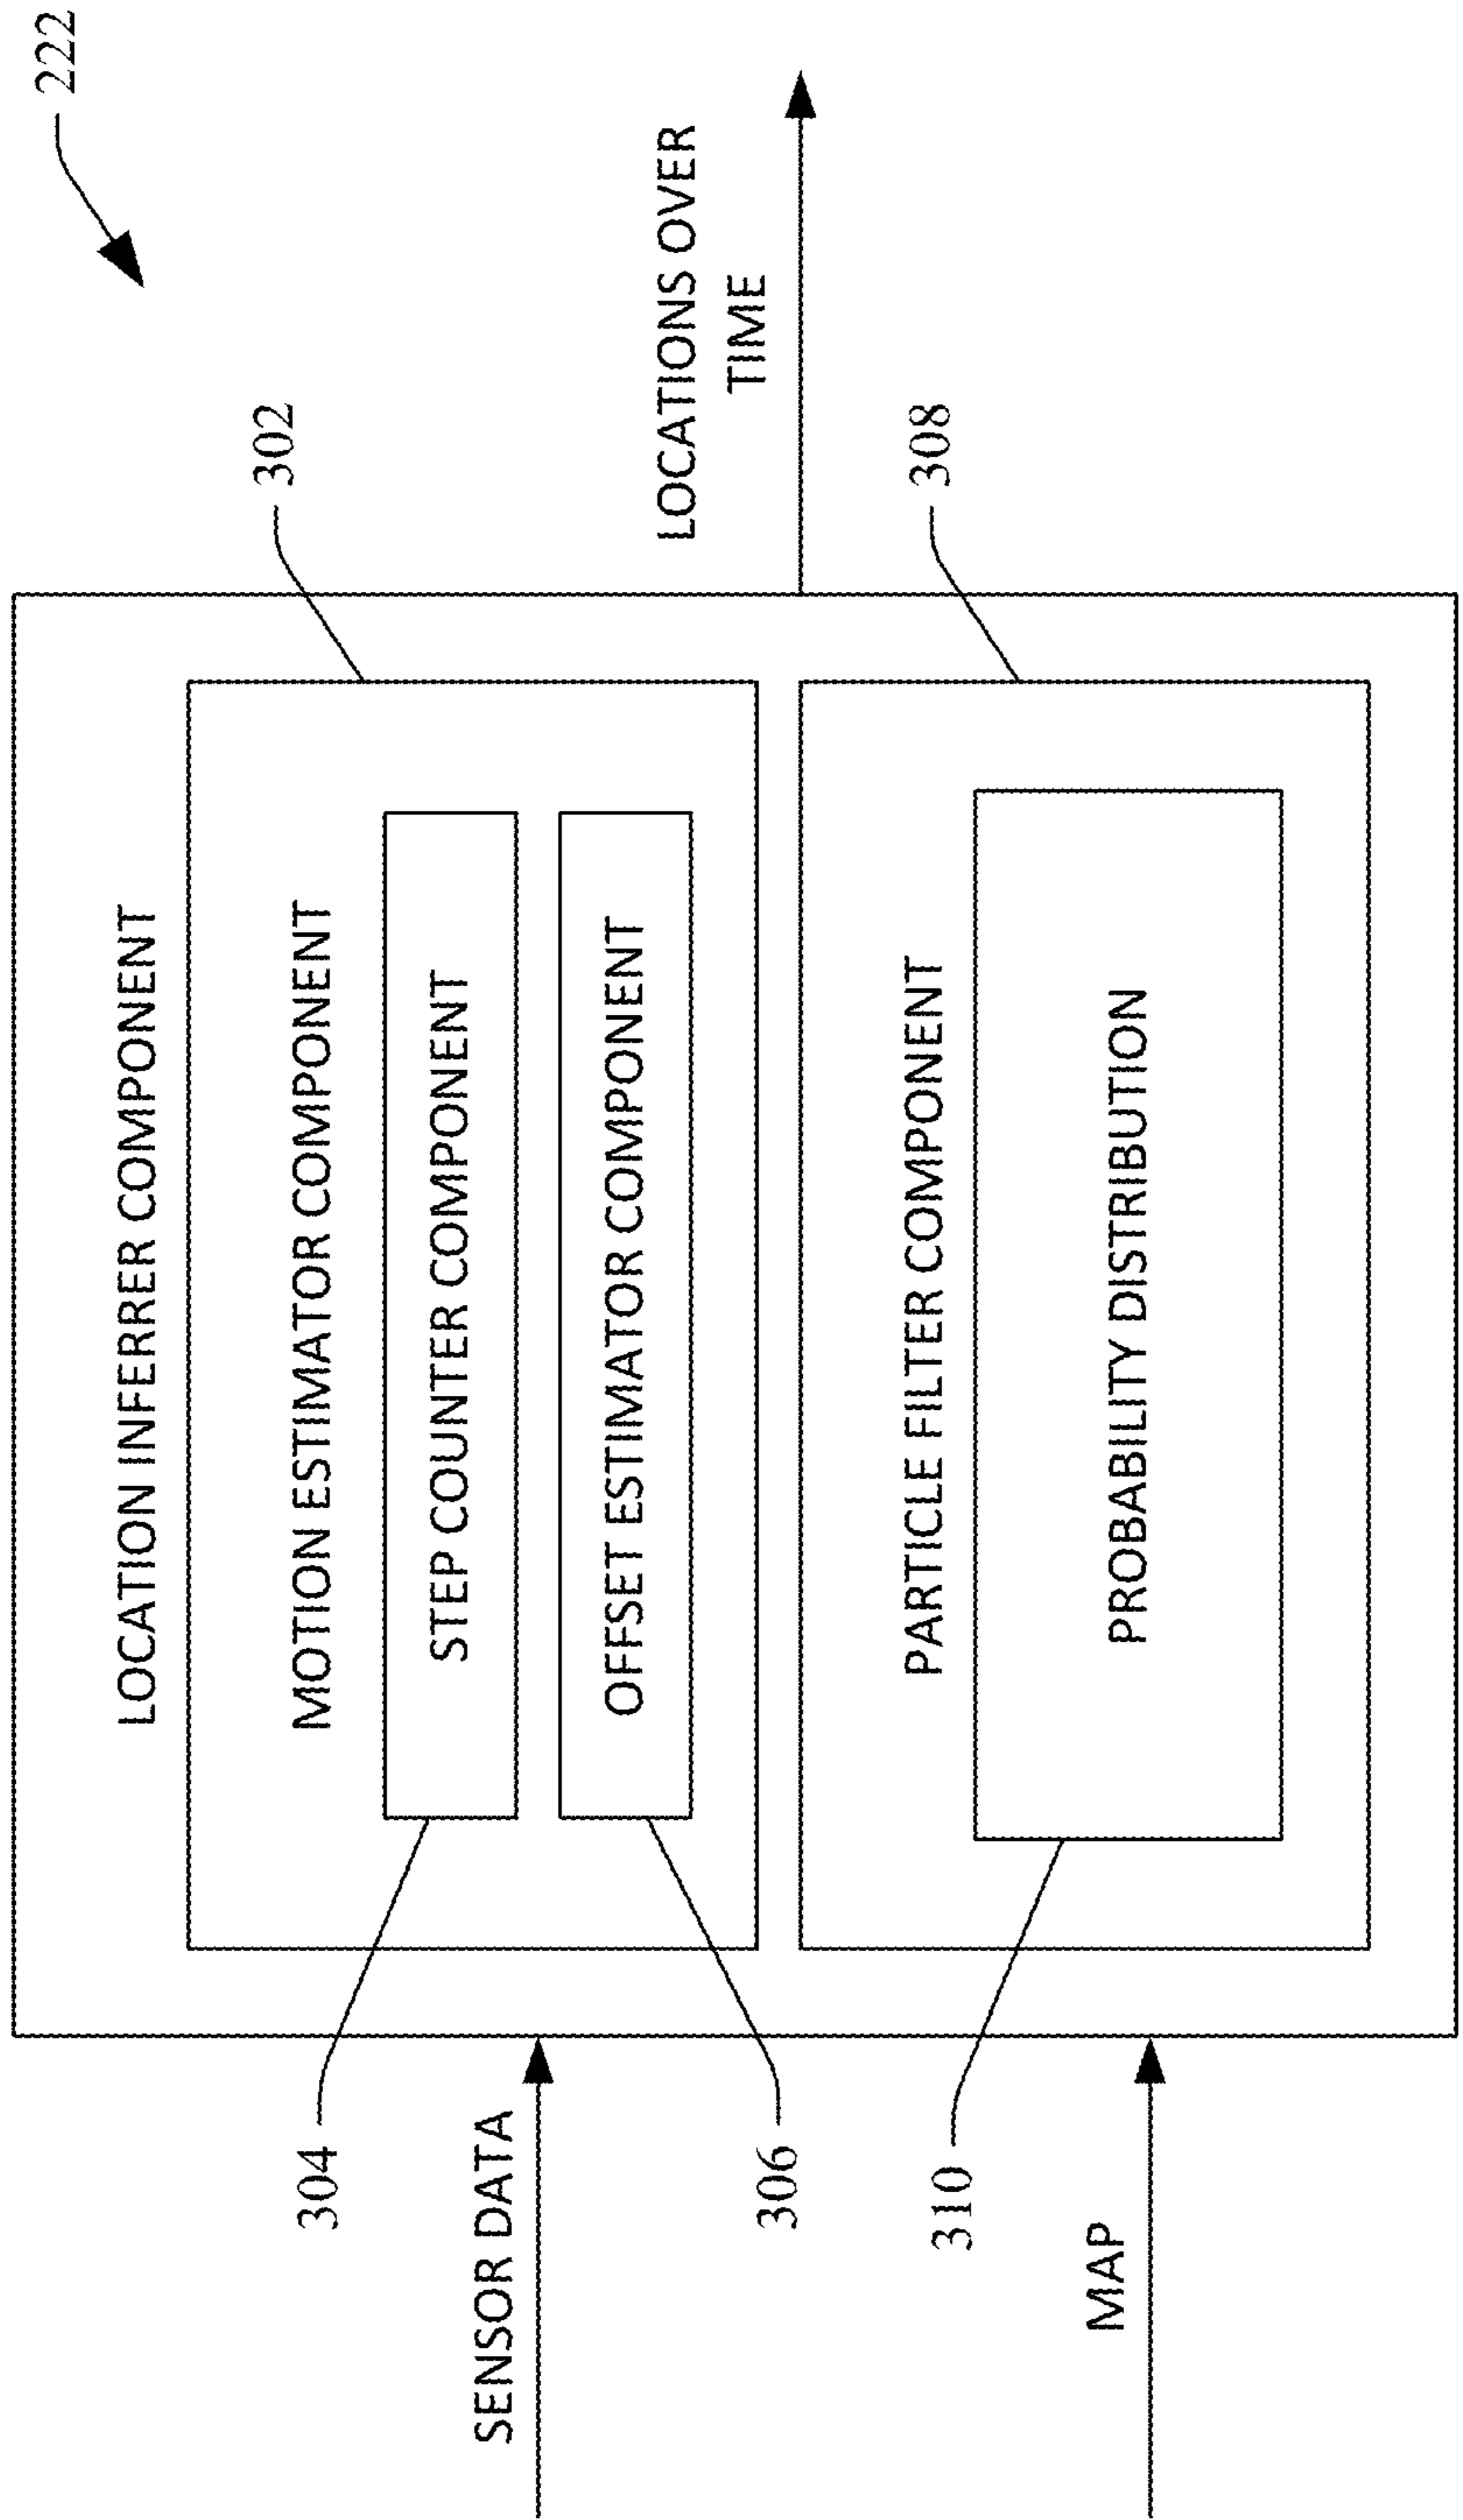 222
LOCATION INFERRER COMPONENT
302
MOTION ESTIMATOR COMPONENT
304
STEP COUNTER COMPONENT
SENSOR DATA
OFFSET ESTIMATOR COMPONENT
LOCATIONS OVER
TIME
306
308
PARTICLE FILTER COMPONENT
310
PROBABILITY DISTRIBUTION
MAP